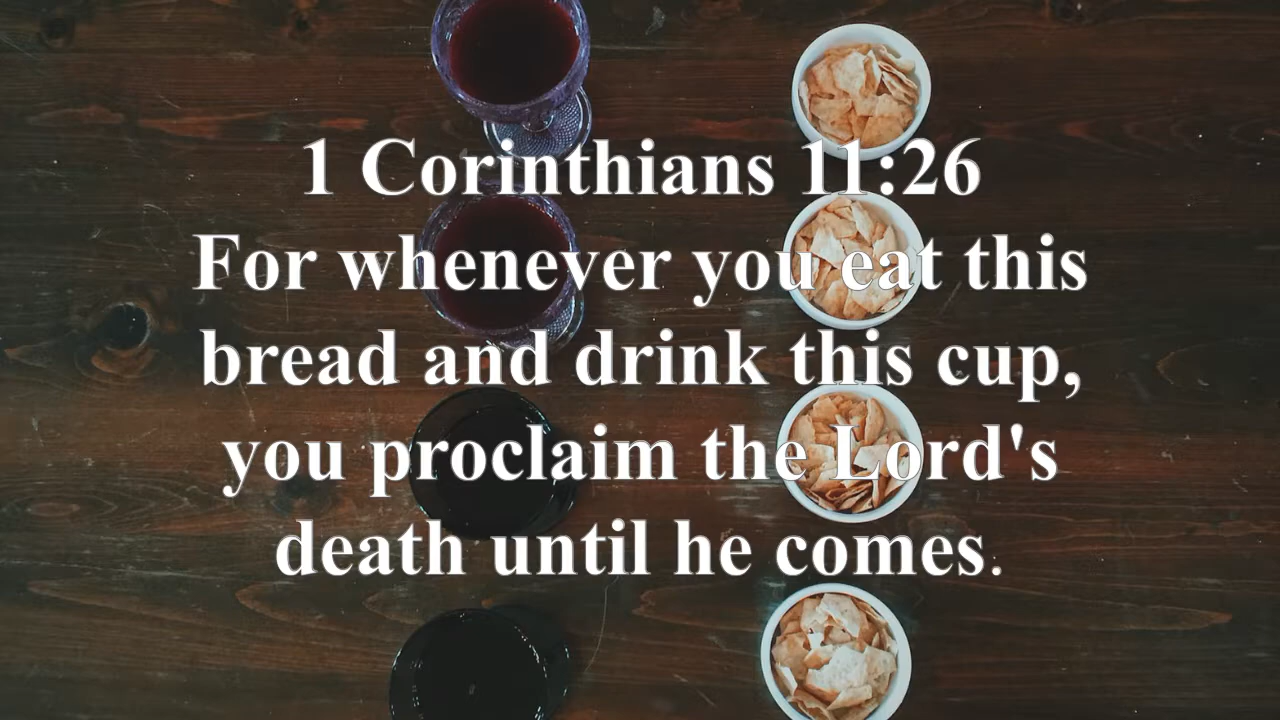 1 Corinthians 11:26
For whenever you eat this
bread and drink this cup,
you proclaim the Lord's
death until he comes.